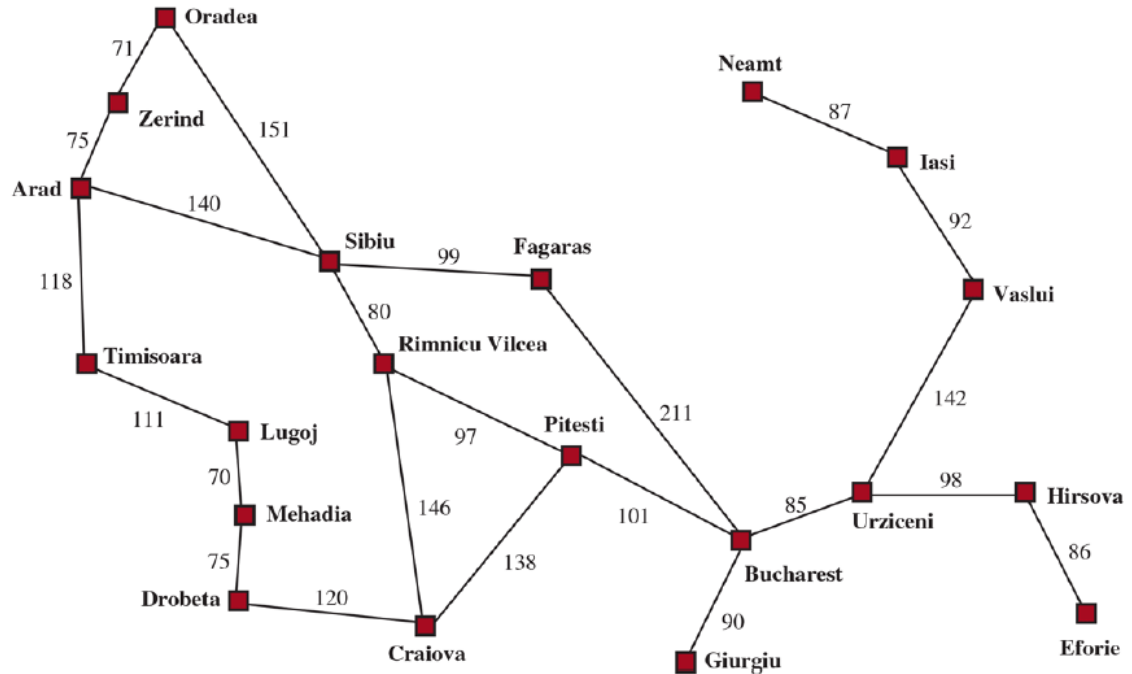 Oradea
71
Neamt
87
Zerind
151
75
Iasi
Arad
140
92
Sibiu
99
Fagaras
118
80
Vaslui
Timisoara
Rimnicu Vilcea
142
111
211
Lugoj
97
Pitesti
70
98
Mehadia
146
101
85
Urziceni
Hirsova
75
138
86
Drobeta
120
Bucharest
90
Craiova
Giurgiu
Eforie